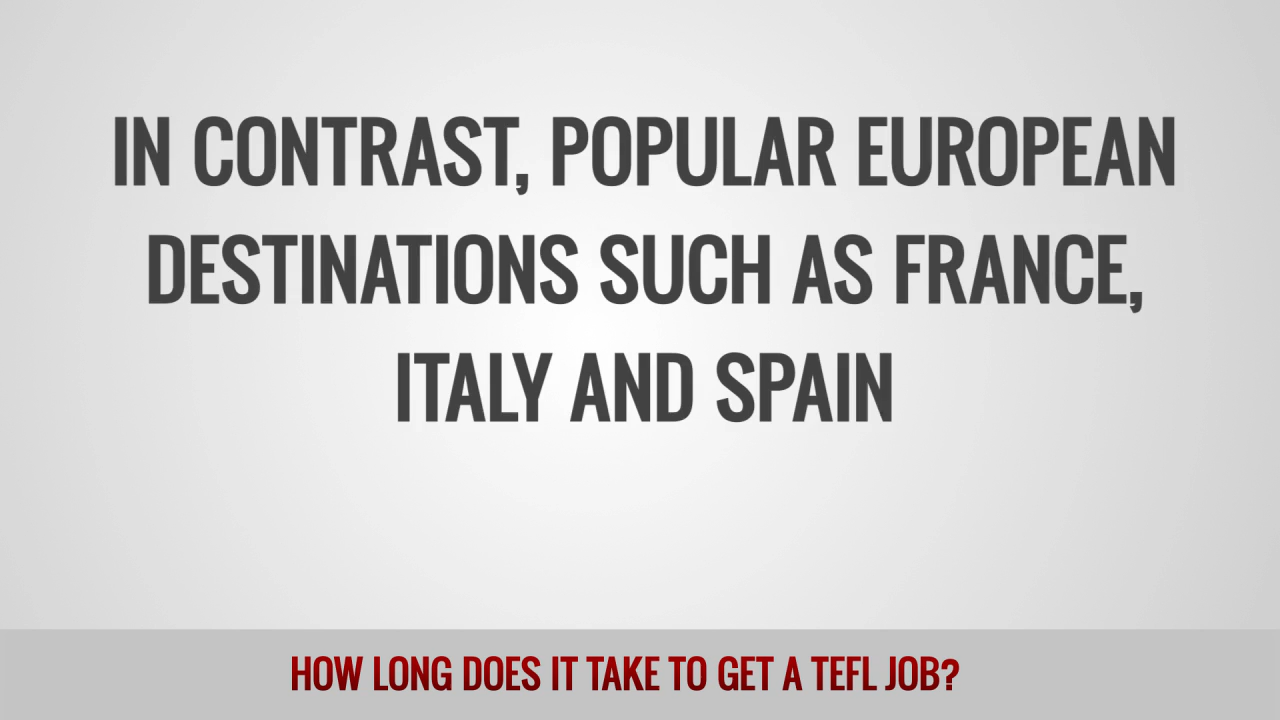 IN CONTRAST, POPULAR EUROPEAN
DESTINATIONS SUCH AS FRANCE,
ITALY AND SPAIN
HOW LONG DOES IT TAKE TO GET A TEFL JOB?